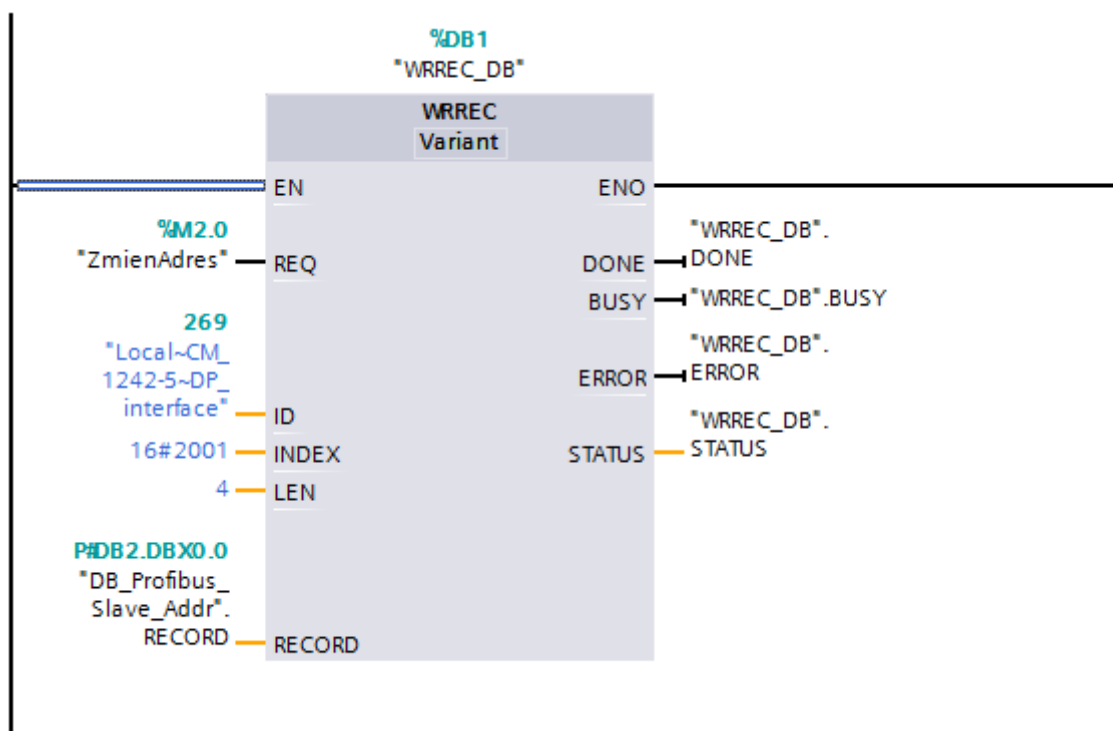 %DB1
"WRREC_DB"
WRREC
Variant
EN
ENO
%M2.0
"ZmienAdres"
REQ
"WRREC_DB".
DONE
DONE
BUSY
"WRREC_DB".BUSY
269
"Local~CM_
1242-5~DP_
interface"
ID
"WRREC_DB".
ERROR
ERROR
16#2001
INDEX
"WRREC_DB".
STATUS
STATUS
4
LEN
P#DB2.DBX0.0
"DB_Profibus_
Slave_Addr".
RECORD
RECORD